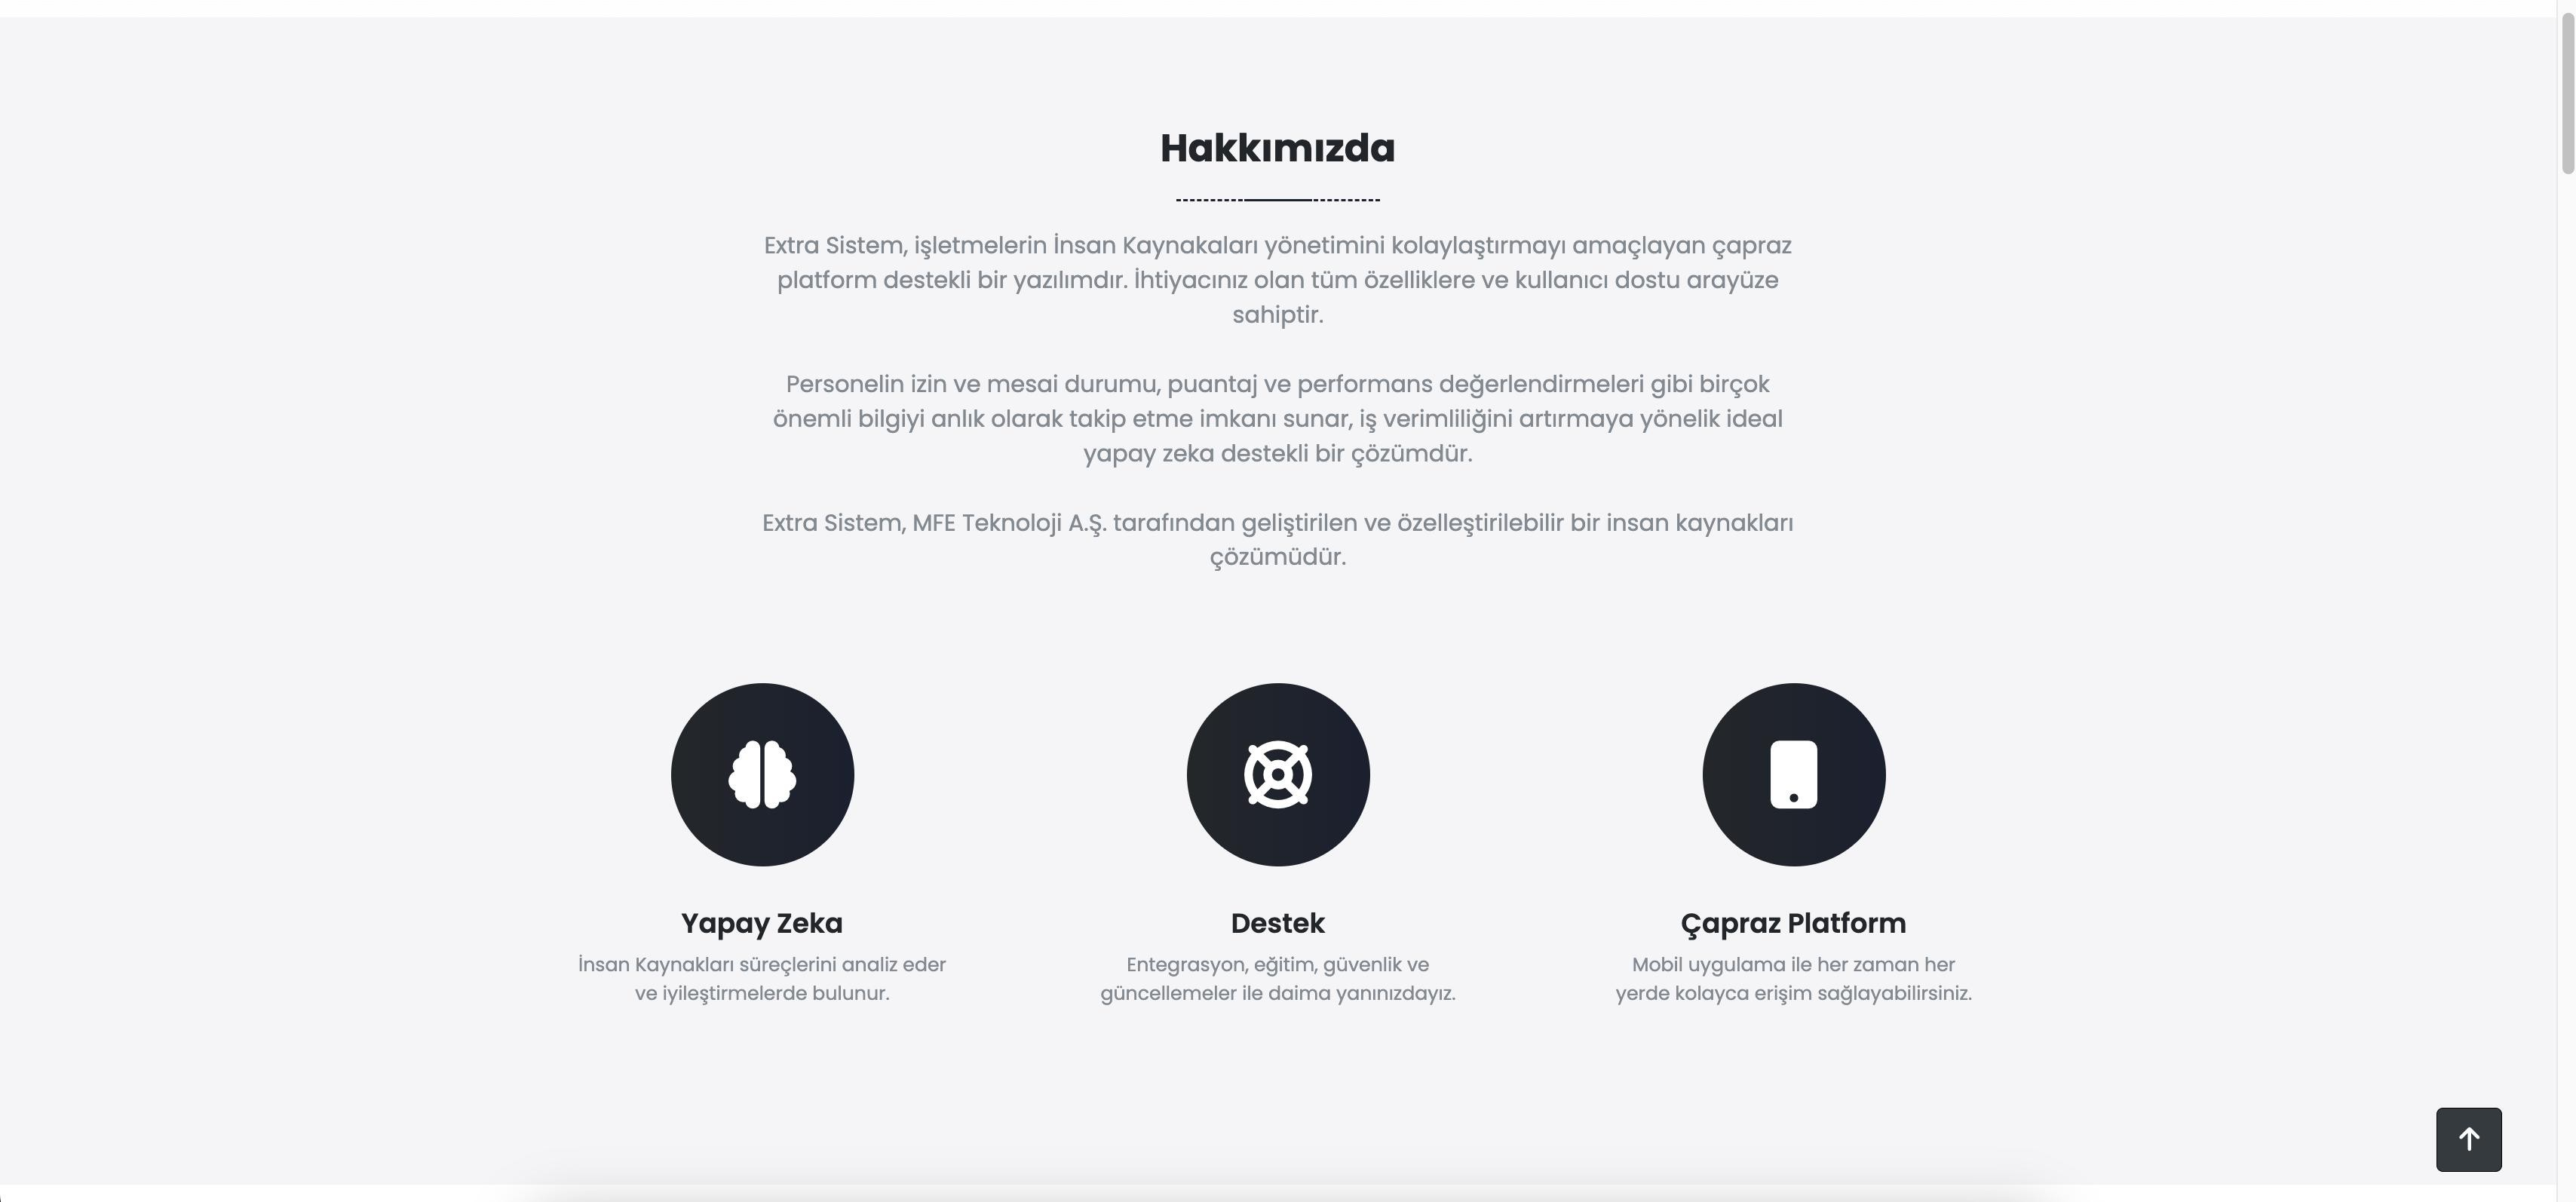 Hakkımızda
Extra Sistem, işletmelerin İnsan Kaynakaları yönetimini kolaylaştırmayı amaçlayan çapraz
platform destekli bir yazılımdır. İhtiyacınız olan tüm özelliklere ve kullanıcı dostu arayüze
sahiptir.
Personelin izin ve mesai durumu, puantaj ve performans değerlendirmeleri gibi birçok
önemli bilgiyi anlık olarak takip etme imkanı sunar, iş verimliliğini artırmaya yönelik ideal
yapay zeka destekli bir çözümdür.
Extra Sistem, MFE Teknoloji A.Ş. tarafından geliştirilen ve özelleştirilebilir bir insan kaynakları
çözümüdür.
Yapay Zeka
İnsan Kaynakları süreçlerini analiz eder
ve iyileştirmelerde bulunur.
Destek
Entegrasyon, eğitim, güvenlik ve
güncellemeler ile daima yanınızdayız.
Çapraz Platform
Mobil uygulama ile her zaman her
yerde kolayca erişim sağlayabilirsiniz.